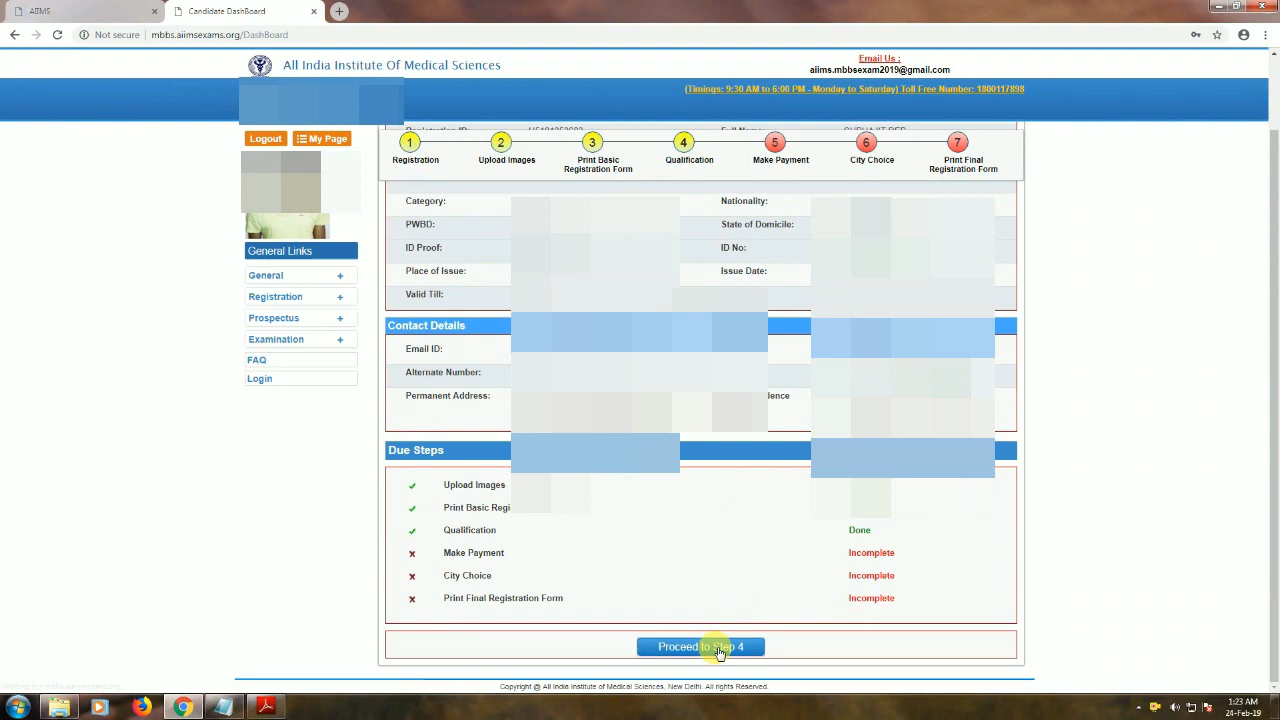 AIIMS
Candidate DashBoard
Not secure
mbbs.aiimsexams.org/DashBoard
All India Institute Of Medical Sciences
Email Us :
aiims.mbbsexam2019@gmail.com
(Timings: 9:30 AM to 6:00 PM - Monday to Saturday) Toll Free Number: 1800117898
Logout
My Page
1 2 3 4 5 6 7
Registration
Upload Images
Print Basic Registration Form
Qualification
Make Payment
City Choice
Print Final Registration Form
Category:
Nationality:
PWBD:
State of Domicile:
ID Proof:
ID No:
Place of Issue:
Issue Date:
Valid Till:
General Links
General +
Registration +
Prospectus +
Examination +
FAQ
Login
Contact Details
Email ID:
Alternate Number:
Permanent Address:
Due Steps
Upload Images
Print Basic Regi
Qualification Done
Make Payment Incomplete
City Choice Incomplete
Print Final Registration Form Incomplete
Proceed to Step 4
Copyright @ All India Institute of Medical Sciences, New Delhi. All rights Reserved.
1:23 AM
24-Feb-19